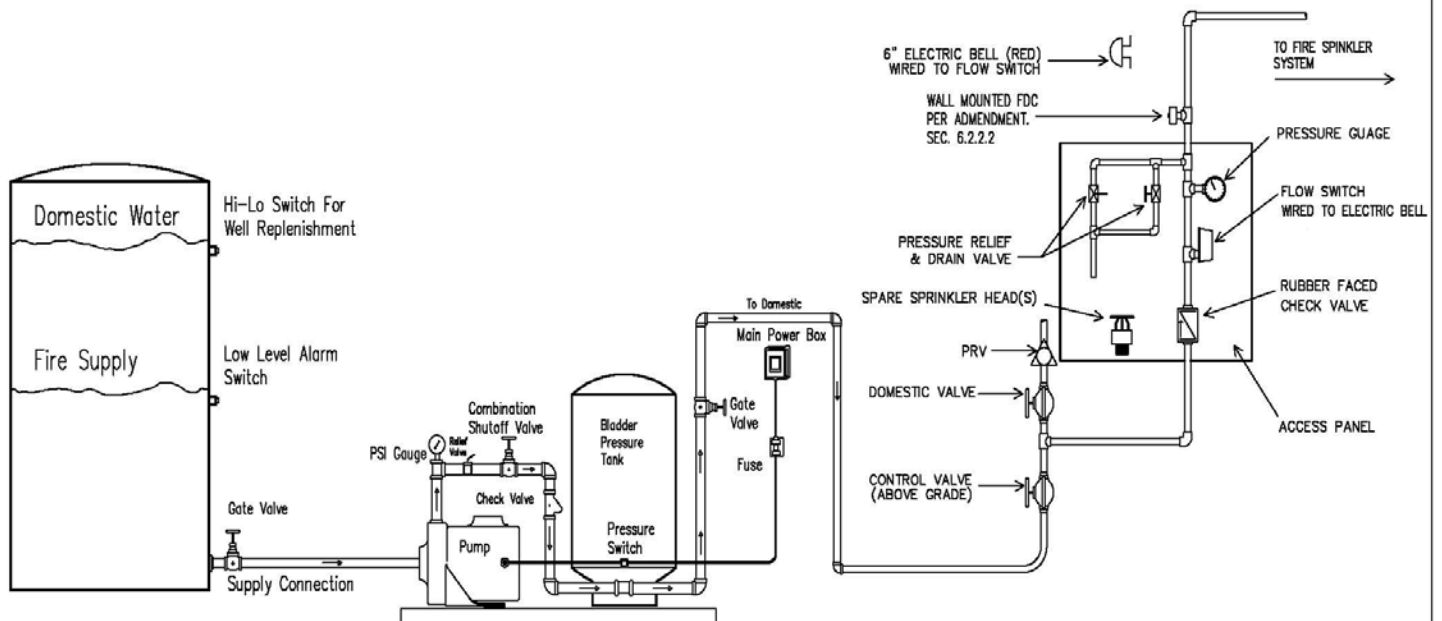 Domestic Water
Hi-Lo Switch For
Well Replenishment
Fire Supply
Low Level Alarm
Switch
Gate Valve
Supply Connection
PSI Gauge
Relief
Valve
Combination
Shutoff Valve
Check Valve
Pump
Bladder
Pressure
Tank
Pressure
Switch
Gate
Valve
To Domestic
Main Power Box
Fuse
6" ELECTRIC BELL (RED)
WIRED TO FLOW SWITCH
TO FIRE SPINKLER
SYSTEM
WALL MOUNTED FDC
PER ADMENDMENT.
SEC. 6.2.2.2
PRESSURE GUAGE
FLOW SWITCH
WIRED TO ELECTRIC BELL
PRESSURE RELIEF
& DRAIN VALVE
SPARE SPRINKLER HEAD(S)
RUBBER FACED
CHECK VALVE
PRV
DOMESTIC VALVE
ACCESS PANEL
CONTROL VALVE
(ABOVE GRADE)